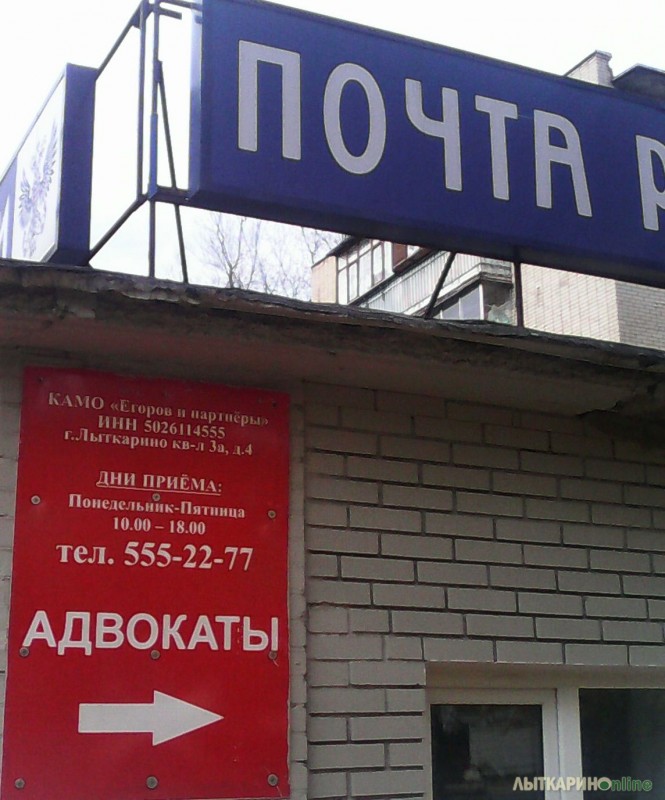 ПОЧТА Р
КАМО «Егоров и партнёры»
ИНН 5026114555
г..Лыткарино кв-л 3а, д.4
ДНИ ПРИЁМА:
Понедельник-Пятница
10.00 – 18.00
тел. 555-22-77
АДВОКАТЫ
ЛЫТКАРИНОonline